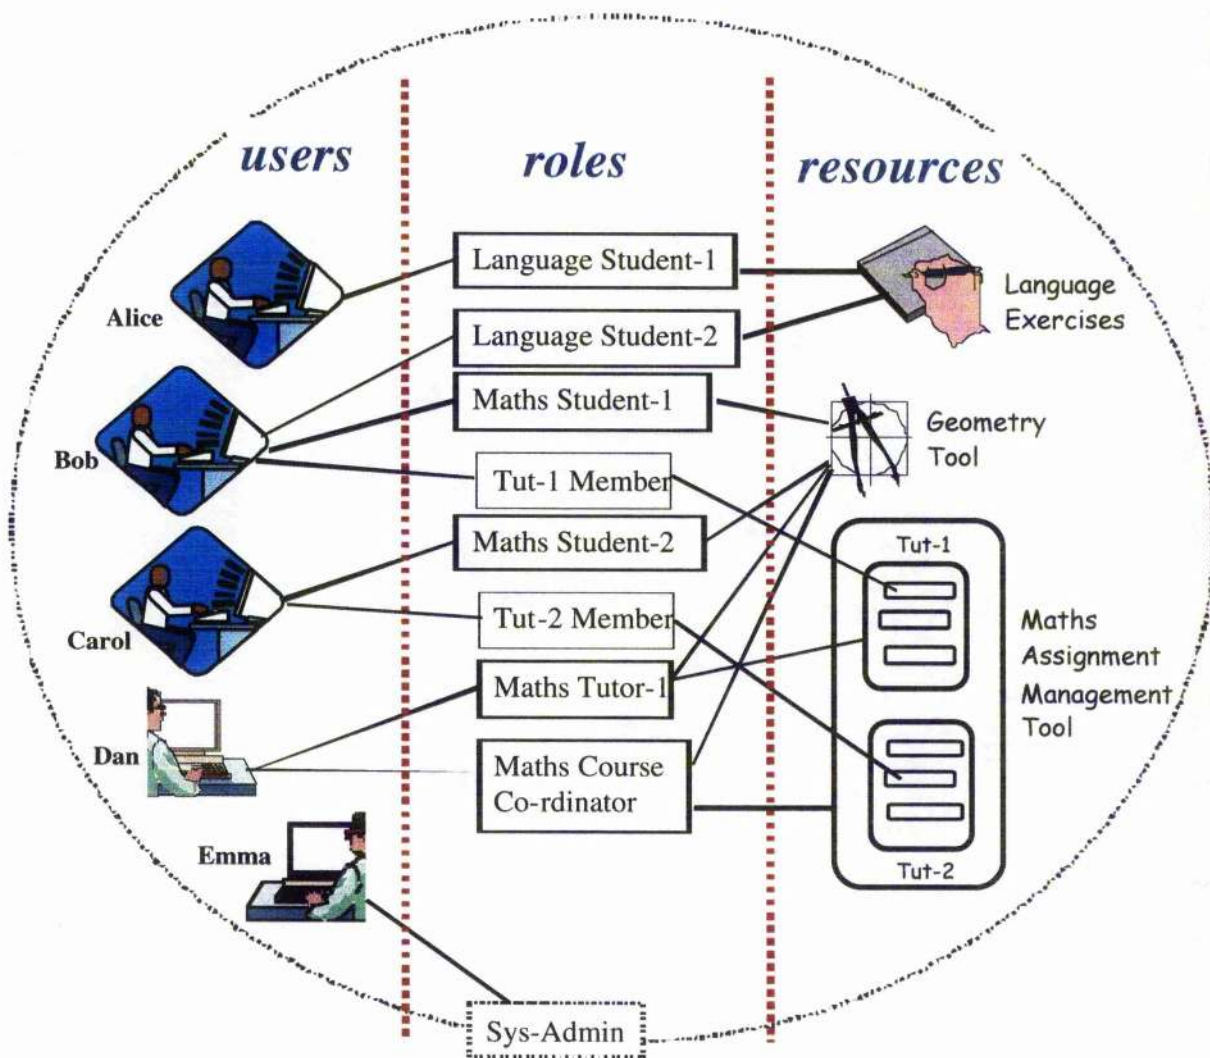 users
roles
resources
Alice
Language Student-1
Language
Exercises
Language Student-2
Bob
Maths Student-1
Geometry
Tool
Tut-1 Member
Carol
Maths Student-2
Tut-1
Tut-2 Member
Maths
Assignment
Management
Tool
Maths Tutor-1
Dan
Maths Course
Co-rdinator
Emma
Tut-2
Sys-Admin